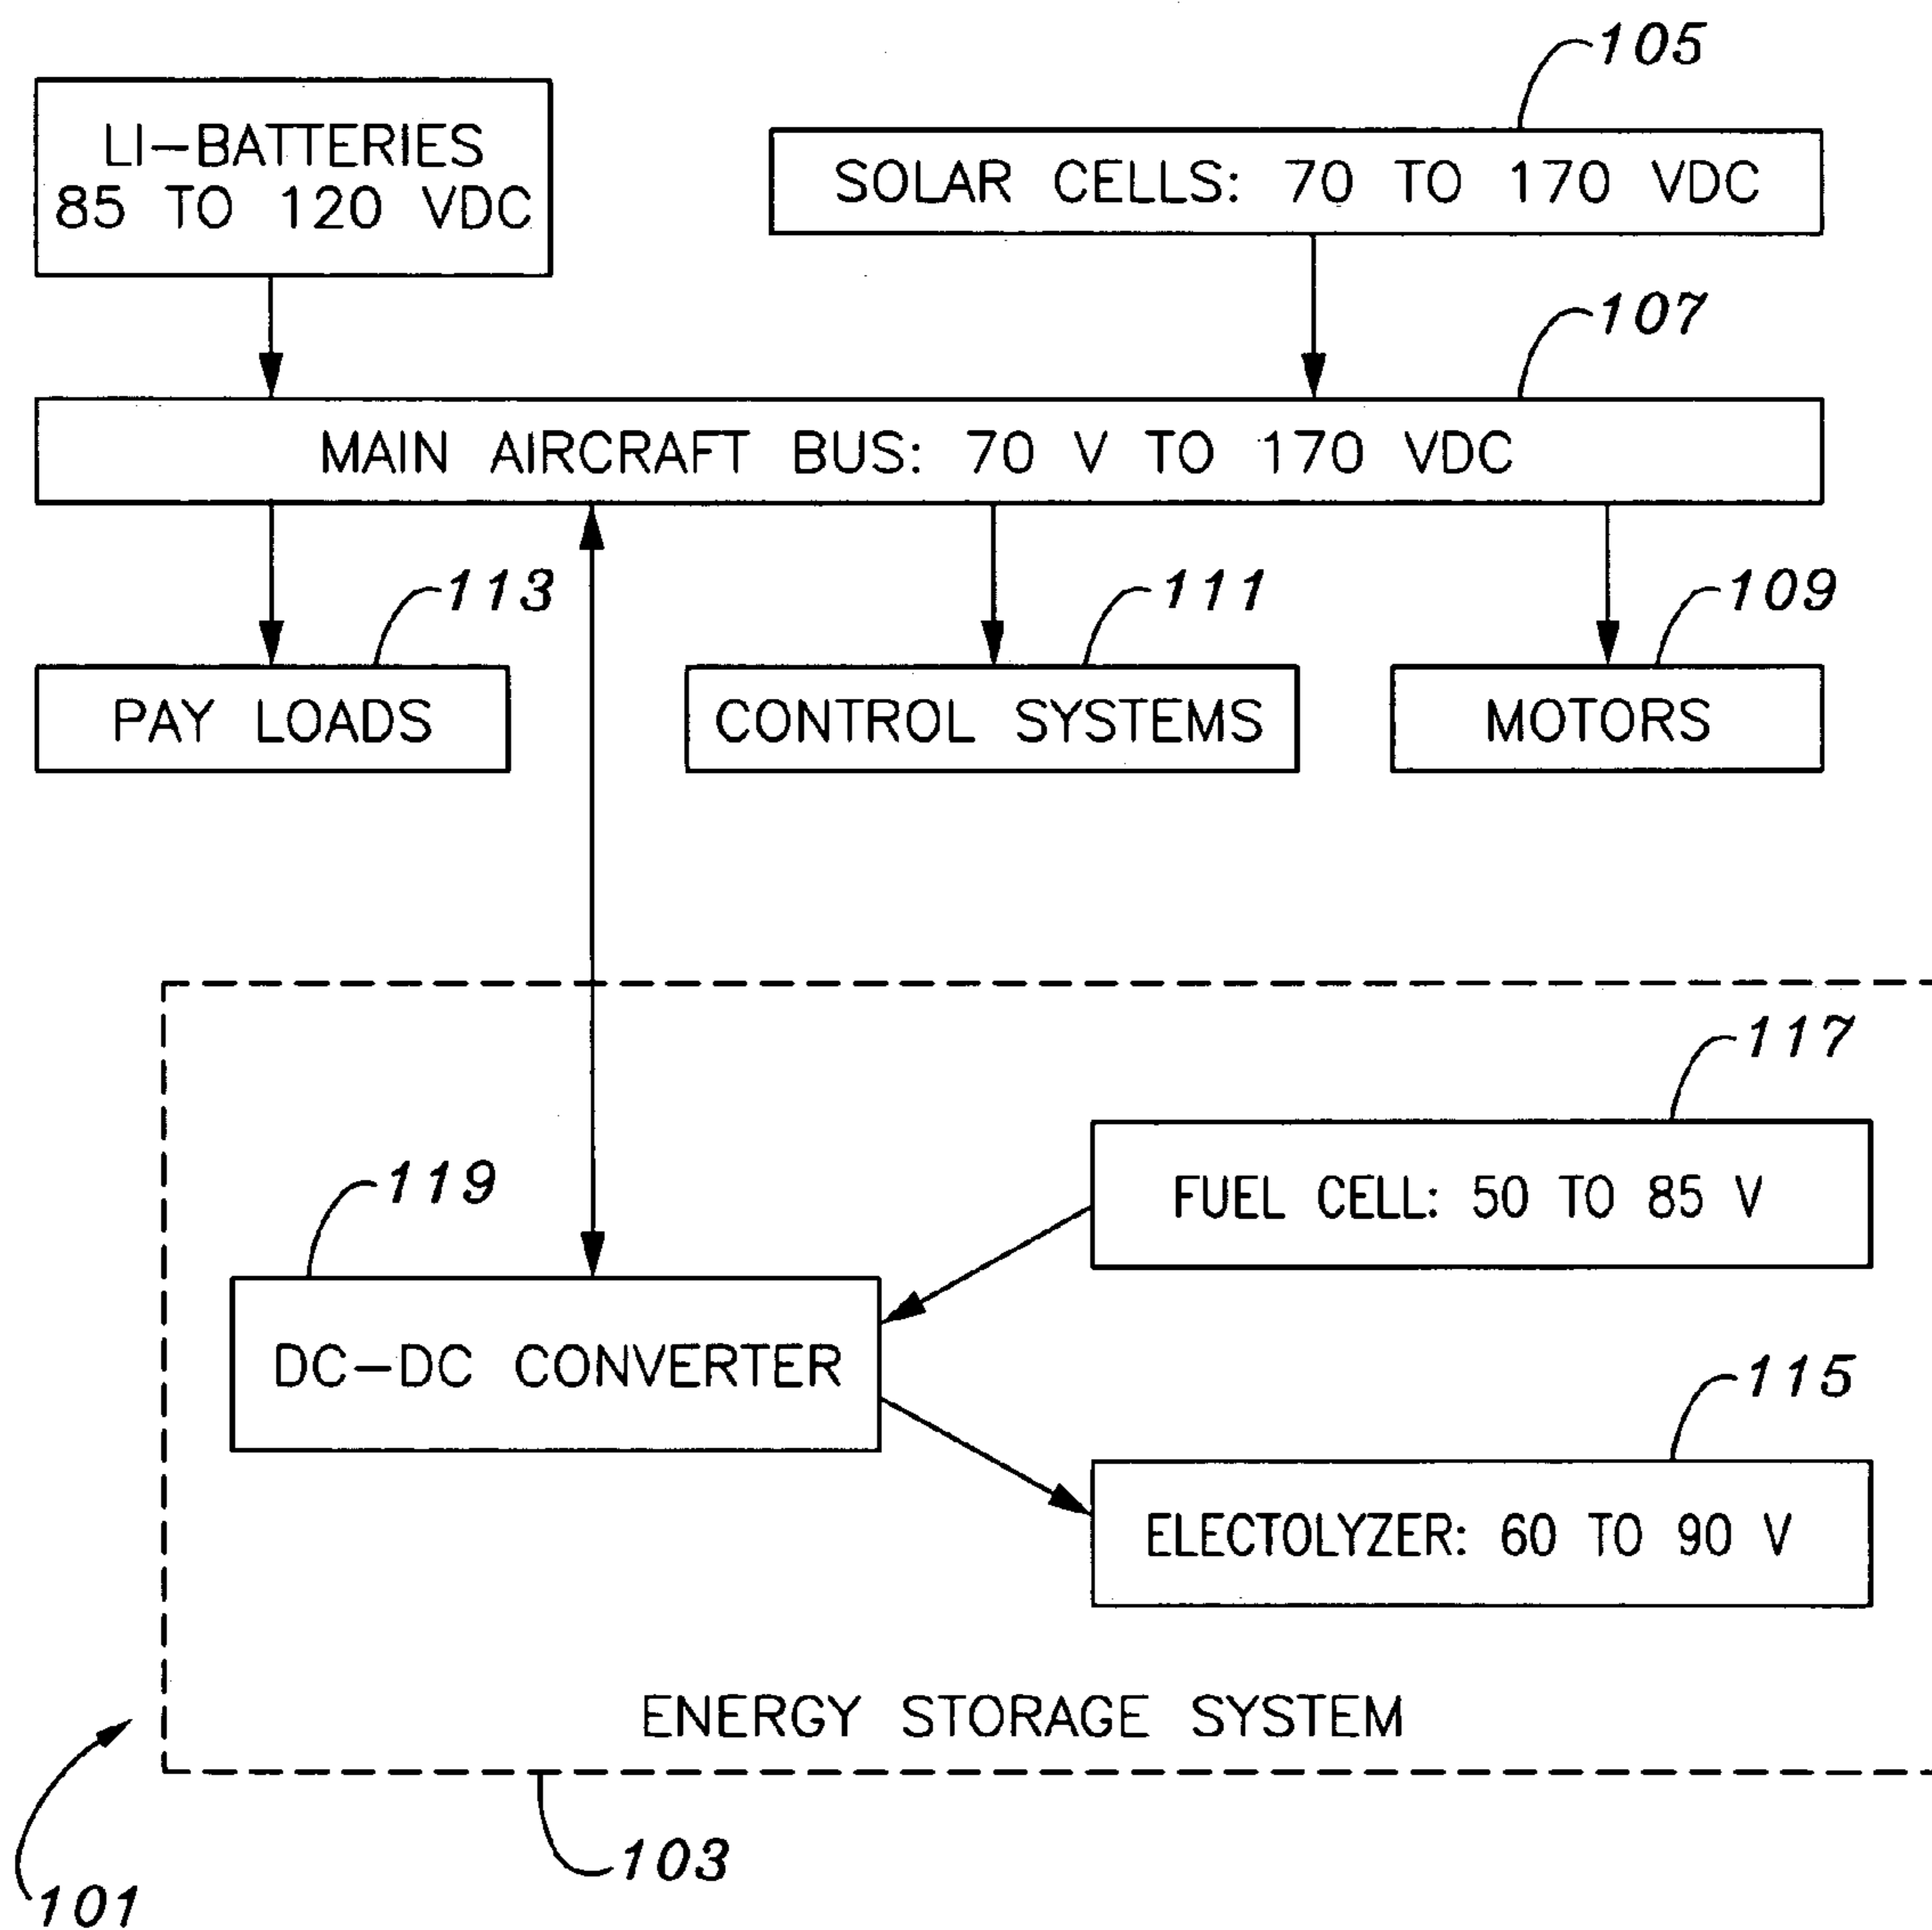 105
LI-BATTERIES
85 TO 120 VDC
SOLAR CELLS: 70 TO 170 VDC
107
MAIN AIRCRAFT BUS: 70 V TO 170 VDC
113
111
109
PAY LOADS
CONTROL SYSTEMS
MOTORS
117
119
FUEL CELL: 50 TO 85 V
DC-DC CONVERTER
115
ELECTOLYZER: 60 TO 90 V
ENERGY STORAGE SYSTEM
103
101